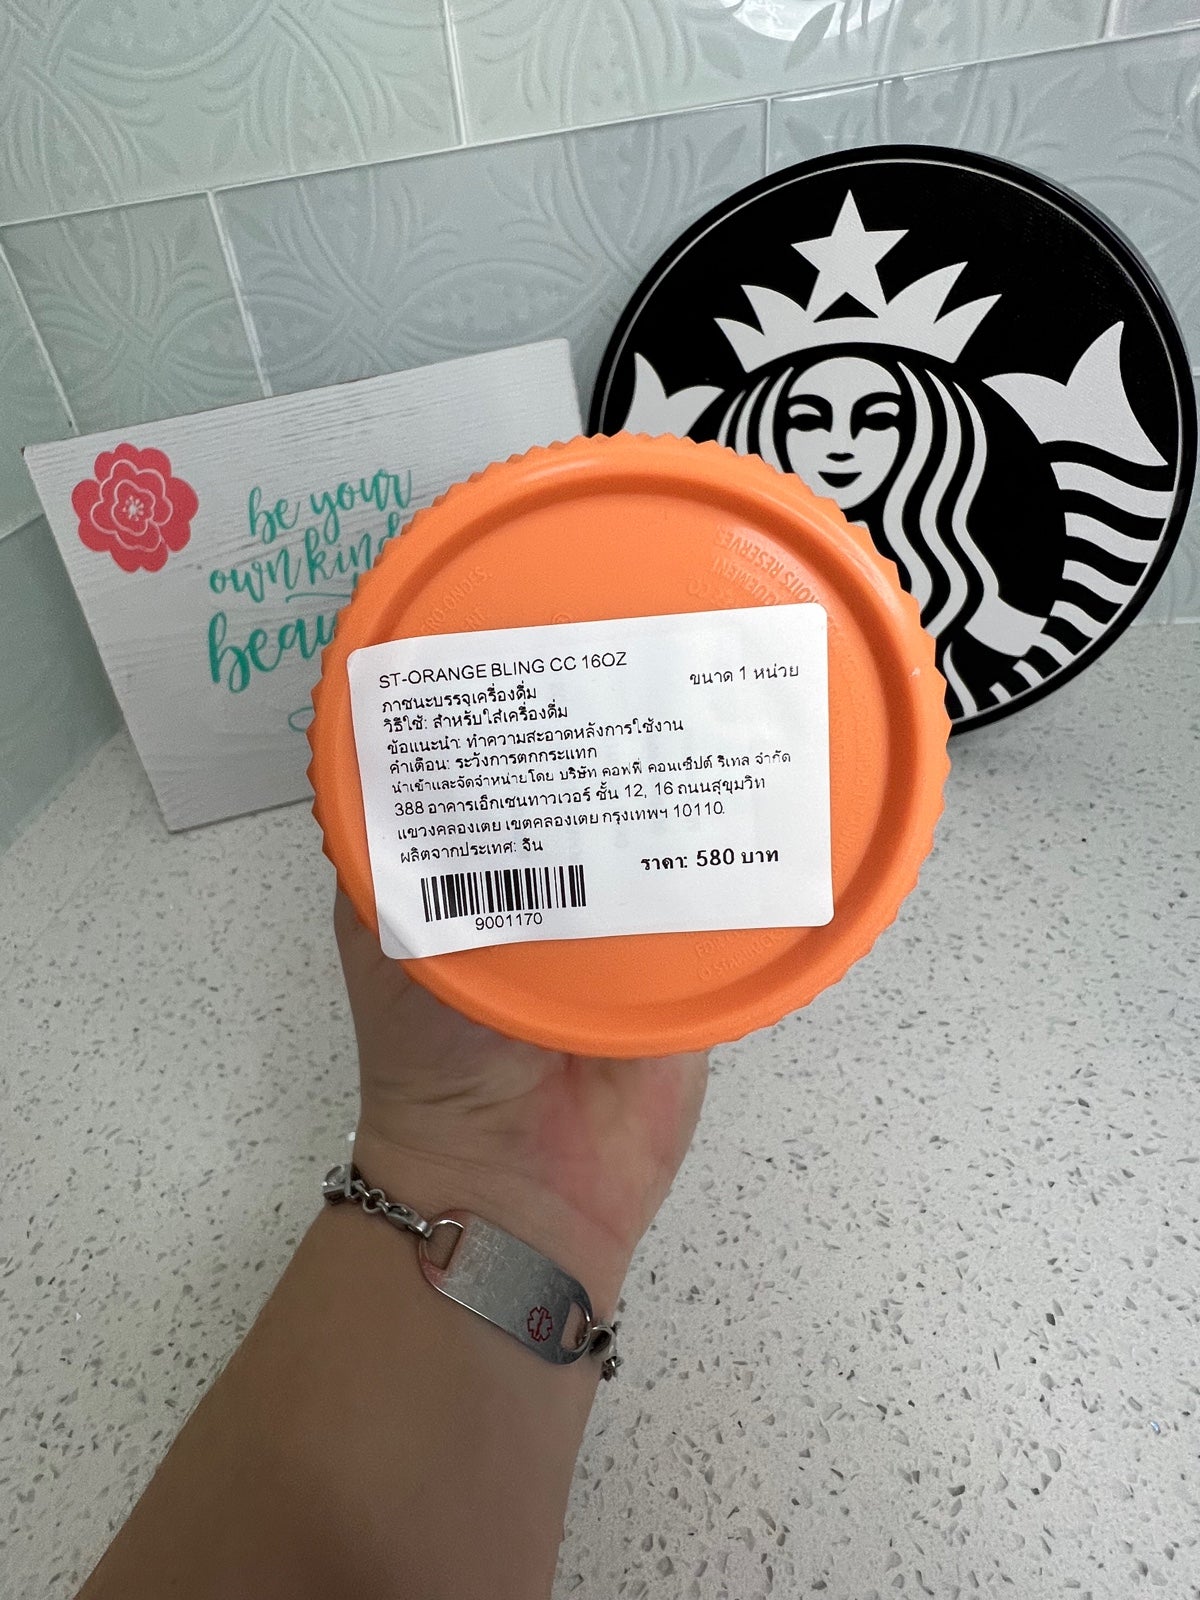 be your
own kind
ST-ORANGE BLING CC 16OZ
ขนาด 1 หน่วย
ภาชนะบรรจุเครื่องดื่ม
วิธีใช้: สำหรับใส่เครื่องดื่ม
ข้อแนะนำ: ทำความสะอาดหลังการใช้งาน
คำเตือน: ระวังการตกกระแทก
นำเข้าและจัดจำหน่ายโดย บริษัท คอฟฟี่ คอนเซ็ปต์ รีเทล จำกัด
388 อาคารเอ็กเชนทาวเวอร์ ชั้น 12, 16 ถนนสุขุมวิท
แขวงคลองเตย เขตคลองเตย กรุงเทพฯ 10110.
ผลิตจากประเทศ: จีน
ราคา: 580 บาท
9001170